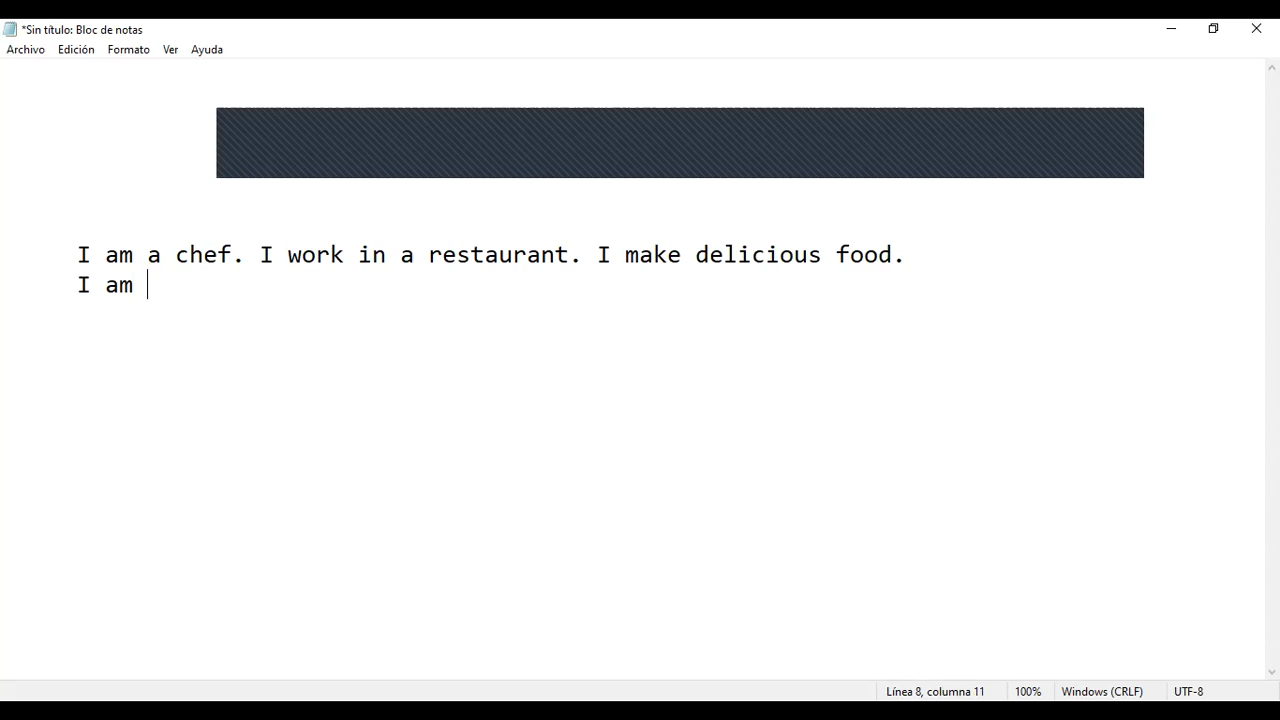 *Sin título: Bloc de notas
Archivo Edición Formato Ver Ayuda
I am a chef. I work in a restaurant. I make delicious food.
I am
Línea 8, columna 11 100% Windows (CRLF) UTF-8